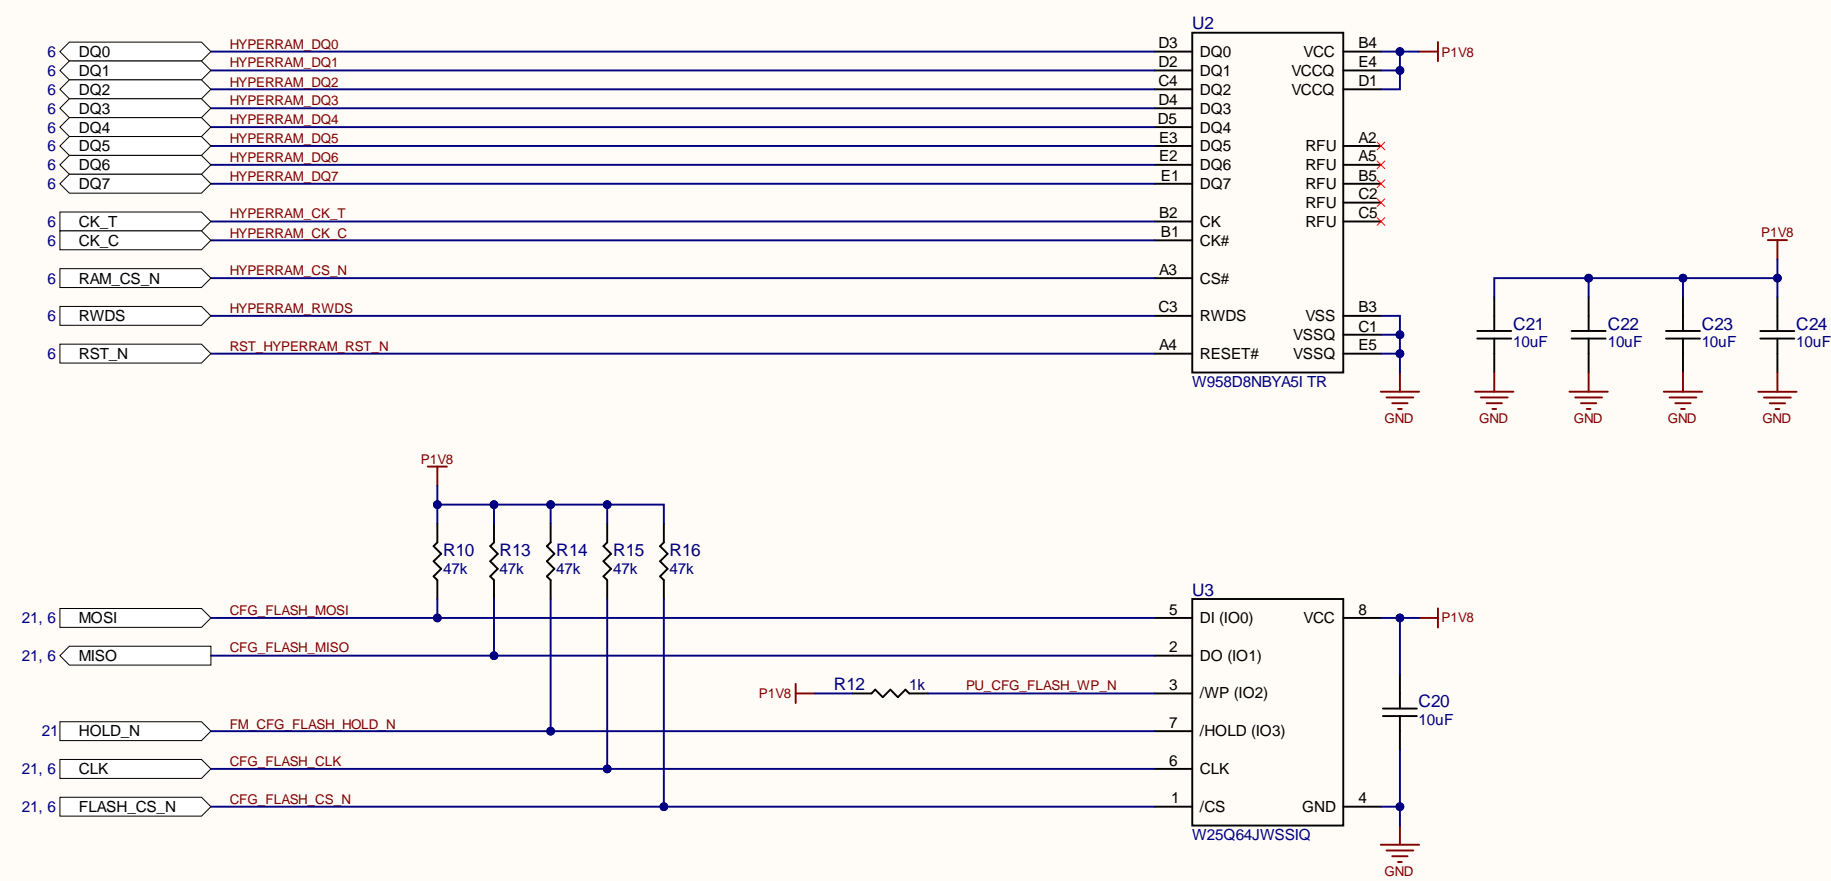 U2
6 DQ0 HYPERRAM_DQ0 D3 DQ0 VCC B4 P1V8
6 DQ1 HYPERRAM_DQ1 D2 DQ1 VCCQ E4
6 DQ2 HYPERRAM_DQ2 C4 DQ2 VCCQ D1
6 DQ3 HYPERRAM_DQ3 D4 DQ3
6 DQ4 HYPERRAM_DQ4 D5 DQ4
6 DQ5 HYPERRAM_DQ5 E3 DQ5 RFU A2
6 DQ6 HYPERRAM_DQ6 E2 DQ6 RFU A5
6 DQ7 HYPERRAM_DQ7 E1 DQ7 RFU B5
RFU C2
6 CK_T HYPERRAM_CK_T B2 CK RFU C5
6 CK_C HYPERRAM_CK_C B1 CK#
P1V8
6 RAM_CS_N HYPERRAM_CS_N A3 CS#
6 RWDS HYPERRAM_RWDS C3 RWDS VSS B3
C21 C22 C23 C24
VSSQ C1
10uF 10uF 10uF 10uF
6 RST_N RST_HYPERRAM_RST_N A4 RESET# VSSQ E5
W958D8NBYA5I TR
GND GND GND GND GND
P1V8
R10 R13 R14 R15 R16
47k 47k 47k 47k 47k
U3
21, 6 MOSI CFG_FLASH_MOSI 5 DI (IO0) VCC 8 P1V8
21, 6 MISO CFG_FLASH_MISO 2 DO (IO1)
P1V8 R12 1k PU_CFG_FLASH_WP_N 3 /WP (IO2)
C20
10uF
21 HOLD_N FM_CFG_FLASH_HOLD_N 7 /HOLD (IO3)
21, 6 CLK CFG_FLASH_CLK 6 CLK
21, 6 FLASH_CS_N CFG_FLASH_CS_N 1 /CS GND 4
W25Q64JWSSIQ
GND